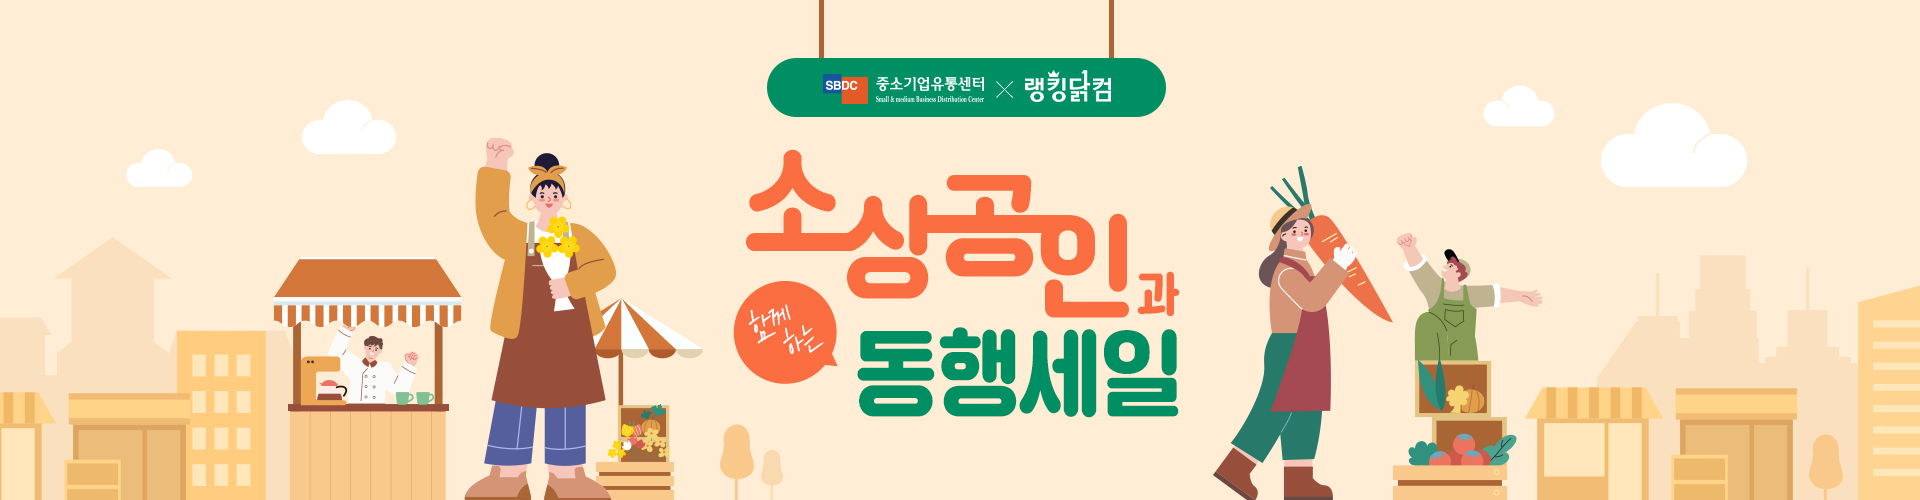 SBDC 중소기업유통센터 × 랭킹닭컴
Small & medium Business Distribution Center
소상공인과
함께
하는
동행세일